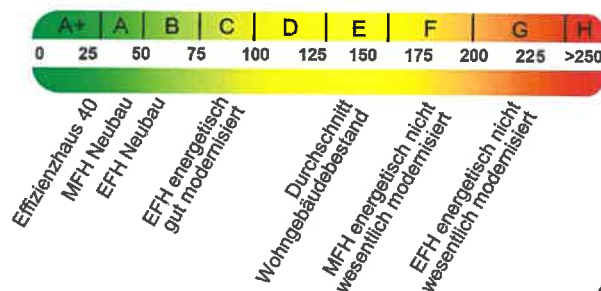 A+ A B C D E F G H
0 25 50 75 100 125 150 175 200 225 >250
Effizienzhaus 40
MFH Neubau
EFH Neubau
EFH energetisch
gut modernisiert
Durchschnitt
Wohngebäudebestand
MFH energetisch nicht
wesentlich modernisiert
EFH energetisch nicht
wesentlich modernisiert